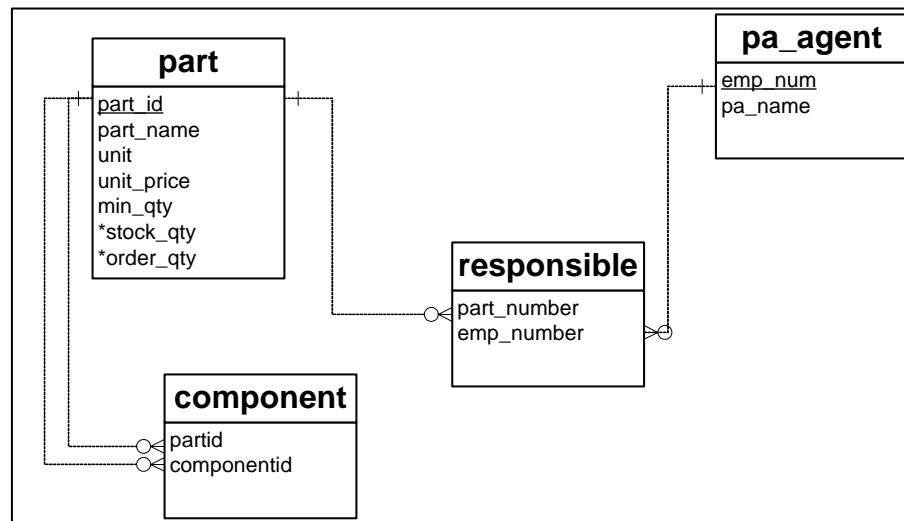 part
part_id
part_name
unit
unit_price
min_qty
*stock_qty
*order_qty
pa_agent
emp_num
pa_name
responsible
part_number
emp_number
component
partid
componentid